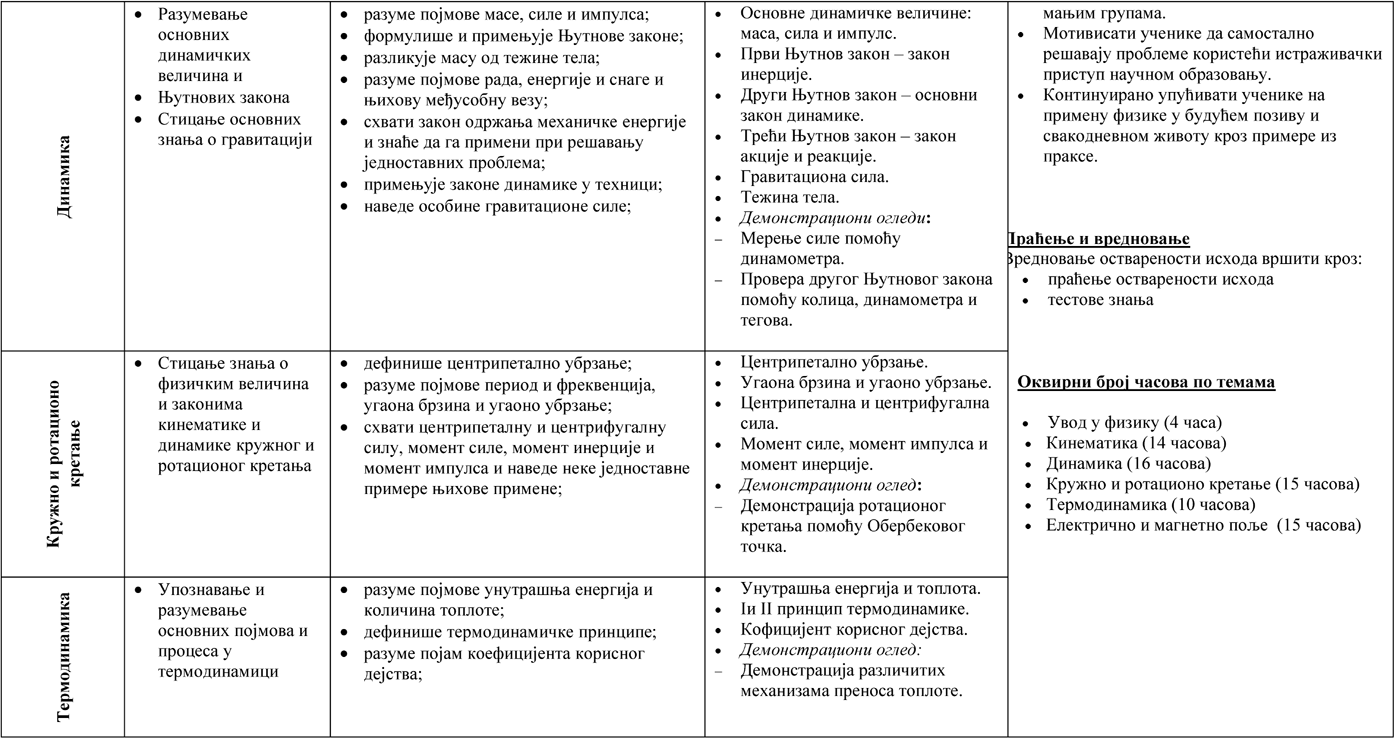 Динамика
• Разумевање
основних
динамичких
величина и
• Њутнових закона
• Стицање основних
знања о гравитацији
• разуме појмове масе, силе и импулса;
• формулише и примењује Њутнове законе;
• разликује масу од тежине тела;
• разуме појмове рада, енергије и снаге и
њихову међусобну везу;
• схвати закон одржања механичке енергије
и знаће да га примени при решавању
једноставних проблема;
• примењује законе динамике у техници;
• наведе особине гравитационе силе;
• Основне динамичке величине:
маса, сила и импулс.
• Први Њутнов закон – закон
инерције.
• Други Њутнов закон – основни
закон динамике.
• Трећи Њутнов закон – закон
акције и реакције.
• Гравитациона сила.
• Тежина тела.
• Демонстрациони огледи:
– Мерење силе помоћу
динамометра.
– Провера другог Њутновог закона
помоћу колица, динамометра и
тегова.
мањим групама.
• Мотивисати ученике да самостално
решавају проблеме користећи истраживачки
приступ научном образовању.
• Континуирано упућивати ученике на
примену физике у будућем позиву и
свакодневном животу кроз примере из
праксе.
Праћење и вредновање
Вредновање остварености исхода вршити кроз:
• праћење остварености исхода
• тестове знања
Оквирни број часова по темама
• Увод у физику (4 часа)
• Кинематика (14 часова)
• Динамика (16 часова)
• Кружно и ротационо кретање (15 часова)
• Термодинамика (10 часова)
• Електрично и магнетно поље (15 часова)
Кружно и ротационо
кретање
• Стицање знања о
физичким величина
и законима
кинематике и
динамике кружног и
ротационог кретања
• дефинише центрипетално убрзање;
• разуме појмове период и фреквенција,
угаона брзина и угаоно убрзање;
• схвати центрипеталну и центрифугалну
силу, момент силе, момент инерције и
момент импулса и наведе неке једноставне
примере њихове примене;
• Центрипетално убрзање.
• Угаона брзина и угаоно убрзање.
• Центрипетална и центрифугална
сила.
• Момент силе, момент импулса и
момент инерције.
• Демонстрациони оглед:
– Демонстрација ротационог
кретања помоћу Обербековог
точка.
Термодинамика
• Упознавање и
разумевање
основних појмова и
процеса у
термодинамици
• разуме појмове унутрашња енергија и
количина топлоте;
• дефинише термодинамичке принципе;
• разуме појам коефицијента корисног
дејства;
• Унутрашња енергија и топлота.
• Iи II принцип термодинамике.
• Кофицијент корисног дејства.
• Демонстрациони оглед:
– Демонстрација различитих
механизама преноса топлоте.